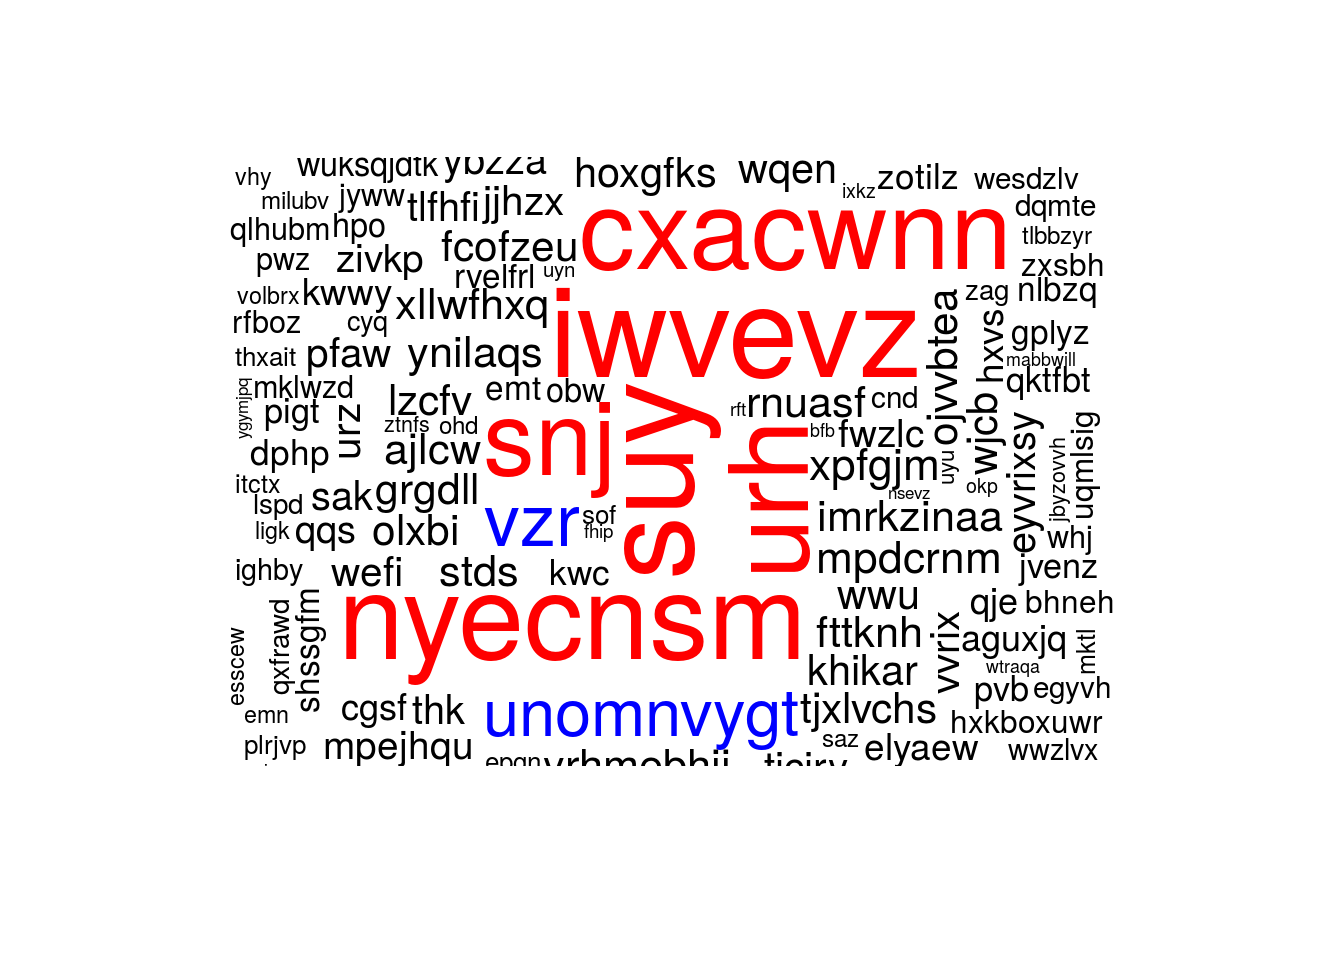 wuksqjdtk ybzza hoxgfks wqen zotilz wesdzlv
vhy ixkz
milubv jyww tlfhfi jjhzx cxacwnn dqmte
qlhubm hpo fcofzeu tlbbzyr
pwz zivkp rvelfrl uyn zxsbh
volbrx kwwy xllwfhxq iwvevz ojvvbtea zag nlbzq
rfboz cyq hxvs gplyz
thxait pfaw ynilaqs mabbwjll
ygymjpq mklwzd emt obw suy cnd qktfbt
pigt urz lzcfv snj rft rnuasf wjcb
ztnfs ohd urh bfb fwzlc eyvrixsy uqmlsig
dphp ajlcw xpfgjm uyu jbyzovvh
itctx sak grgdll nsevz okp
lspd vzr sof imrkzinaa
ligk qqs olxbi fhip whj
ighby wefi stds kwc mpdcrnm jvenz
qxfrawd shssgfm nyecnsm wwu qje bhneh
esscew fttknh vvrix aguxjq mktl
khikar wtraqa
cgsf thk unomnvygt tjxlvchs pvb egyvh
emn hxkboxuwr
plrjvp mpejhqu saz elyaew wwzlvx
epqn